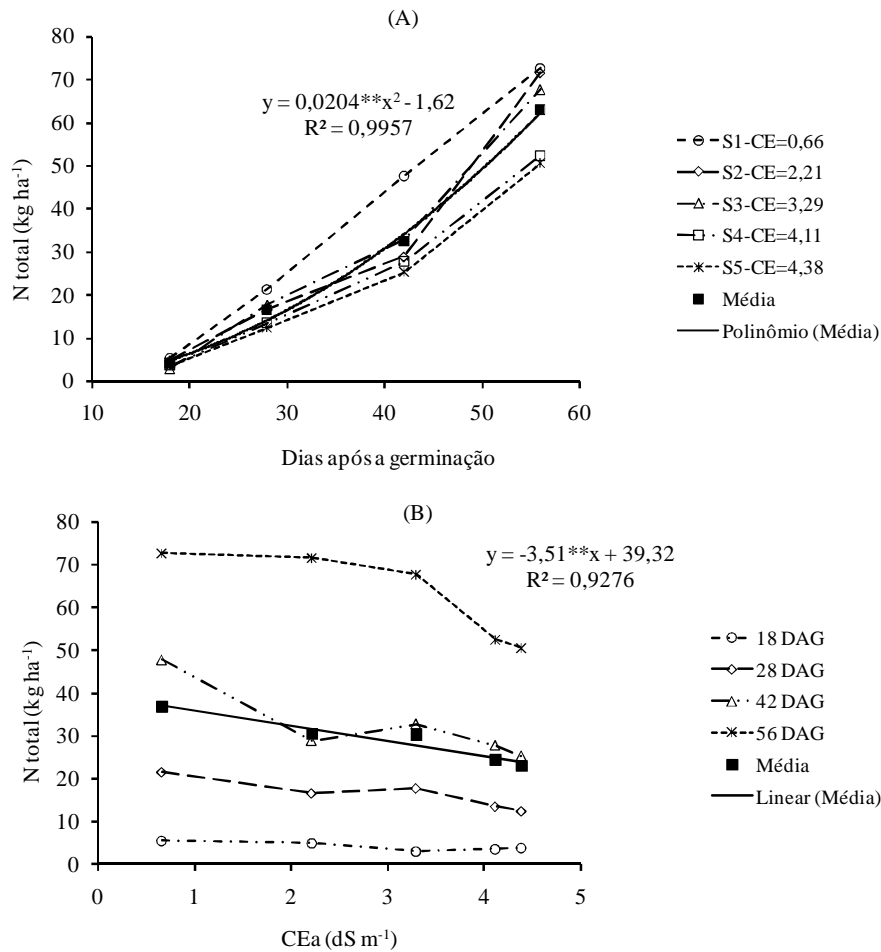 (A)
80
70
60
50
40
30
20
10
0
N total (kg ha⁻¹)
y = 0,0204**x² - 1,62
R² = 0,9957
10 20 30 40 50 60
Dias após a germinação
S1-CE=0,66
S2-CE=2,21
S3-CE=3,29
S4-CE=4,11
S5-CE=4,38
Média
Polinômio (Média)
(B)
80
70
60
50
40
30
20
10
0
N total (kg ha⁻¹)
y = -3,51**x + 39,32
R² = 0,9276
0 1 2 3 4 5
CEa (dS m⁻¹)
18 DAG
28 DAG
42 DAG
56 DAG
Média
Linear (Média)